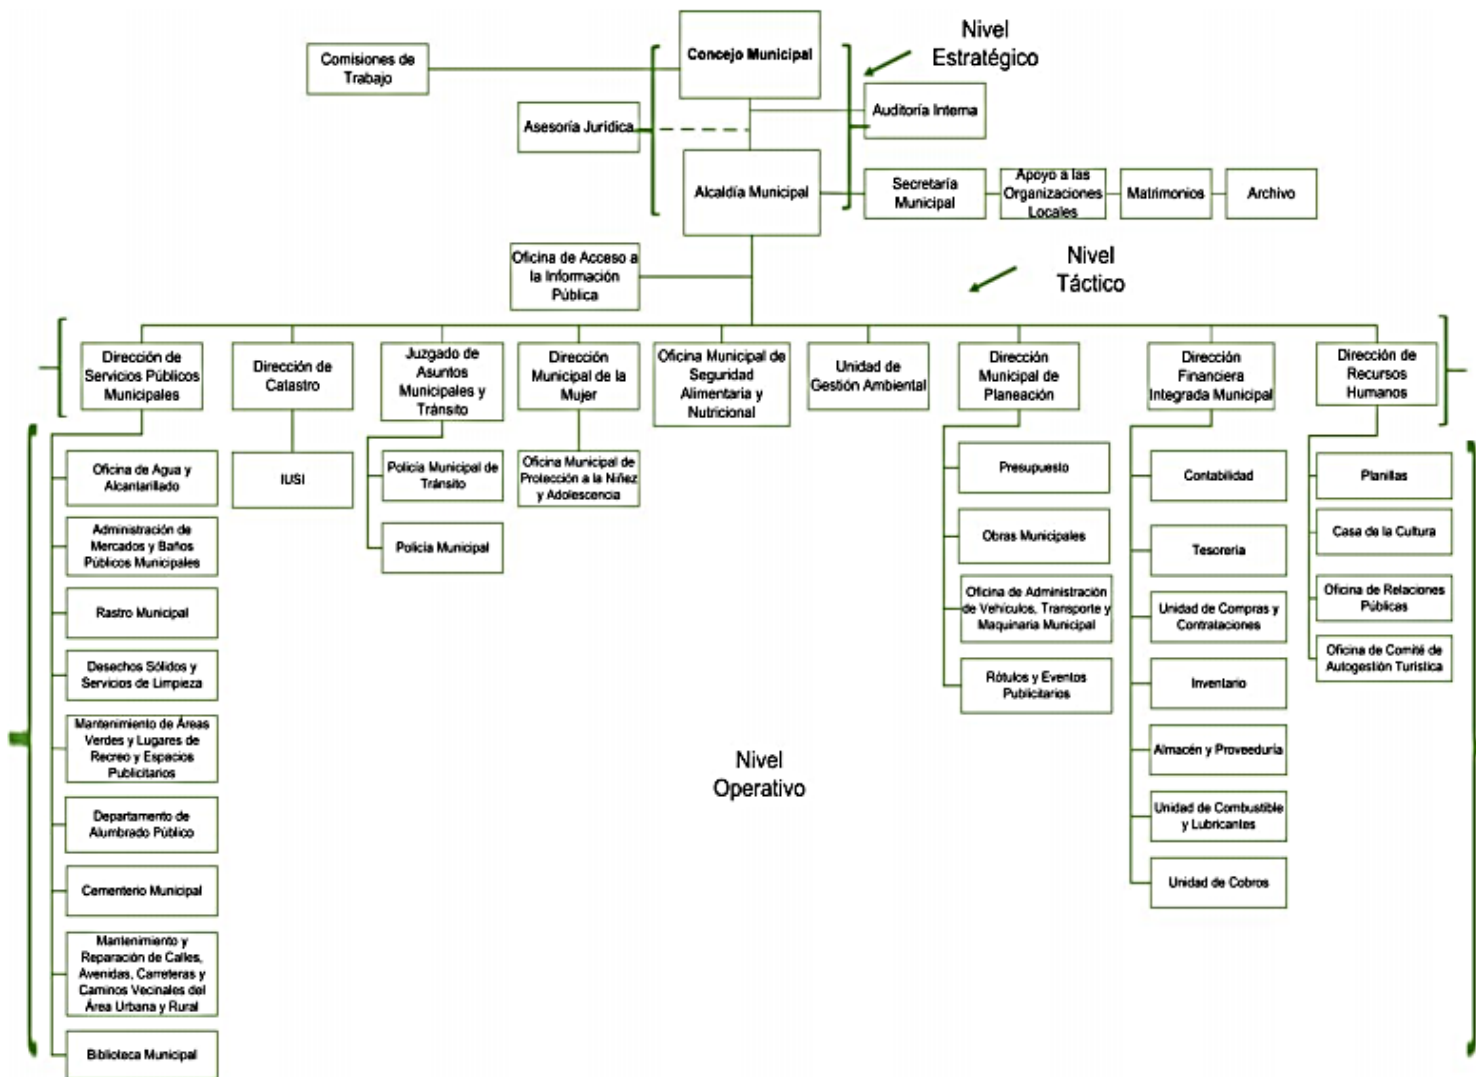 Nivel
Estratégico
Concejo Municipal
Comisiones de
Trabajo
Auditoría Interna
Asesoría Jurídica
Alcaldía Municipal
Secretaría
Municipal
Apoyo a las
Organizaciones
Locales
Matrimonios
Archivo
Oficina de Acceso a
la Información
Pública
Nivel
Táctico
Dirección de
Servicios Públicos
Municipales
Dirección de
Catastro
Juzgado de
Asuntos
Municipales y
Tránsito
Dirección
Municipal de la
Mujer
Oficina Municipal de
Seguridad
Alimentaria y
Nutricional
Unidad de
Gestión Ambiental
Dirección
Municipal de
Planeación
Dirección
Financiera
Integrada Municipal
Dirección de
Recursos
Humanos
Oficina de Agua y
Alcantarillado
Administración de
Mercados y Baños
Públicos Municipales
Rastro Municipal
Desechos Sólidos y
Servicios de Limpieza
Mantenimiento de Áreas
Verdes y Lugares de
Recreo y Espacios
Publicitarios
Departamento de
Alumbrado Público
Cementerio Municipal
Mantenimiento y
Reparación de Calles,
Avenidas, Carreteras y
Caminos Vecinales del
Área Urbana y Rural
Biblioteca Municipal
IUSI
Policía Municipal de
Tránsito
Policía Municipal
Oficina Municipal de
Protección a la Niñez
y Adolescencia
Presupuesto
Obras Municipales
Oficina de Administración
de Vehículos, Transporte y
Maquinaria Municipal
Rótulos y Eventos
Publicitarios
Contabilidad
Tesorería
Unidad de Compras y
Contrataciones
Inventario
Almacén y Proveeduría
Unidad de Combustible
y Lubricantes
Unidad de Cobros
Planillas
Casa de la Cultura
Oficina de Relaciones
Públicas
Oficina de Comité de
Autogestión Turística
Nivel
Operativo